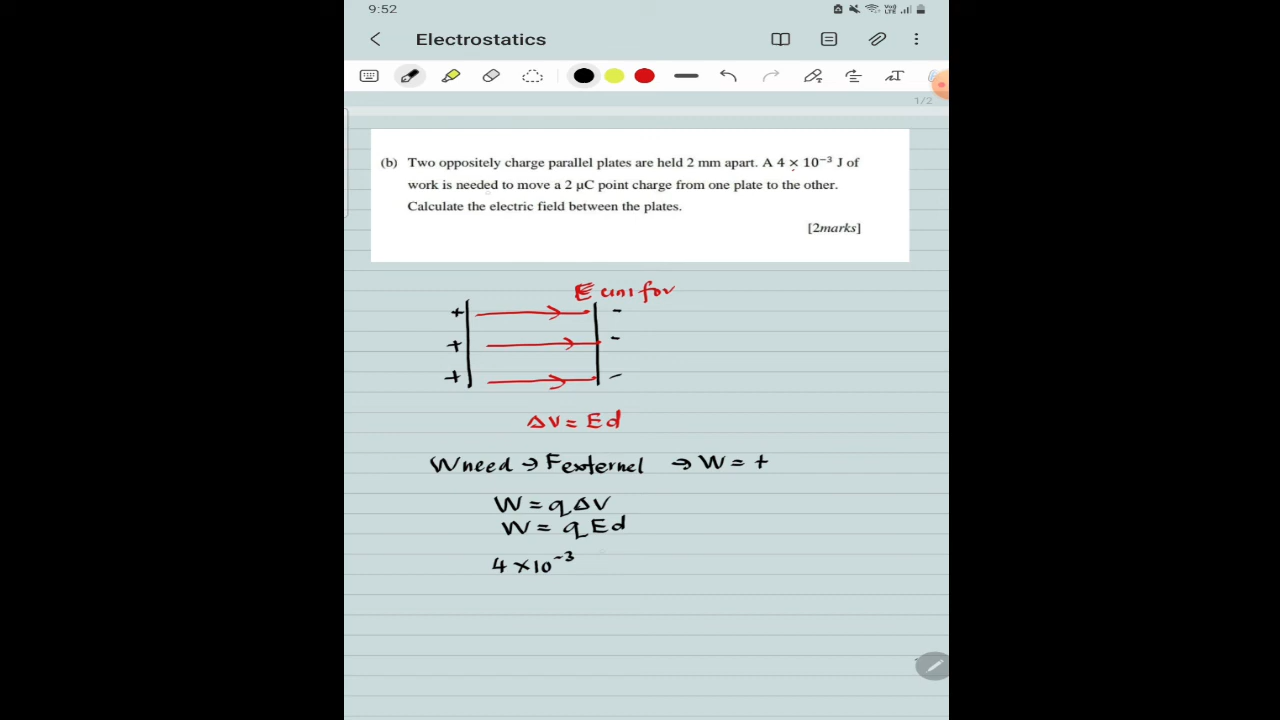 9:52
Electrostatics
1/2
(b) Two oppositely charge parallel plates are held 2 mm apart. A 4 × 10⁻³ J of
work is needed to move a 2 µC point charge from one plate to the other.
Calculate the electric field between the plates.
[2marks]
E unifor
+ -
+ -
+ -
ΔV = Ed
Wneed → Fexternel → W = +
W = qΔV
W = qEd
4 × 10⁻³